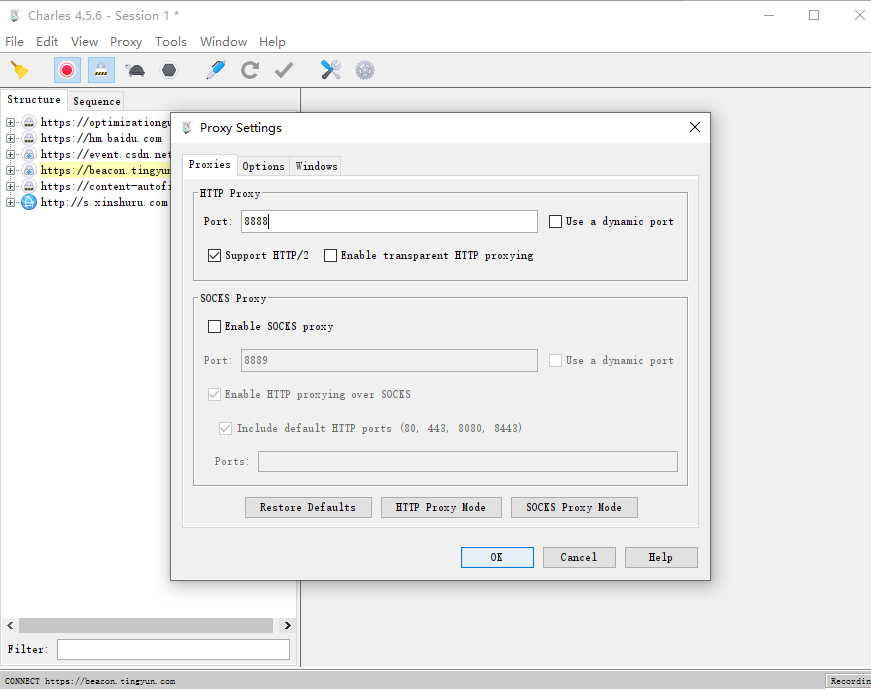 Charles 4.5.6 - Session 1 *
File Edit View Proxy Tools Window Help
Structure Sequence
https://optimizationgu
https://hm.baidu.com
https://event.csdn.net
https://beacon.tingyun
https://content-autofi
http://s.xinshuru.com
Proxy Settings
Proxies Options Windows
HTTP Proxy
Port: 8888 Use a dynamic port
Support HTTP/2 Enable transparent HTTP proxying
SOCKS Proxy
Enable SOCKS proxy
Port: 8889 Use a dynamic port
Enable HTTP proxying over SOCKS
Include default HTTP ports (80, 443, 8080, 8443)
Ports:
Restore Defaults HTTP Proxy Mode SOCKS Proxy Mode
OK Cancel Help
Filter:
CONNECT https://beacon.tingyun.com Recordin